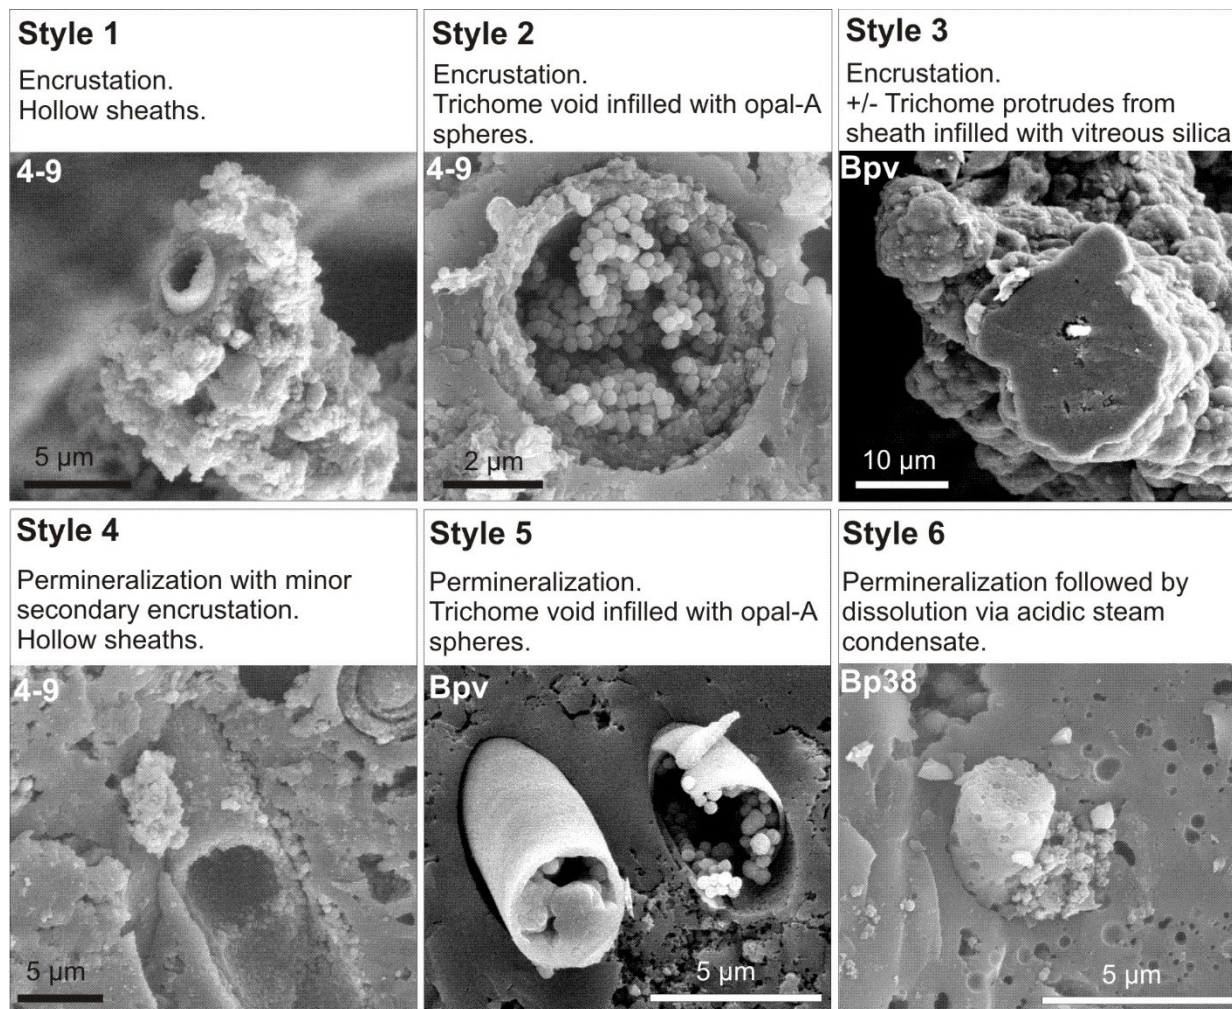 Style 1
Encrustation.
Hollow sheaths.
4-9
5 µm
Style 2
Encrustation.
Trichome void infilled with opal-A
spheres.
4-9
2 µm
Style 3
Encrustation.
+/- Trichome protrudes from
sheath infilled with vitreous silica
Bpv
10 µm
Style 4
Permineralization with minor
secondary encrustation.
Hollow sheaths.
4-9
5 µm
Style 5
Permineralization.
Trichome void infilled with opal-A
spheres.
Bpv
5 µm
Style 6
Permineralization followed by
dissolution via acidic steam
condensate.
Bp38
5 µm